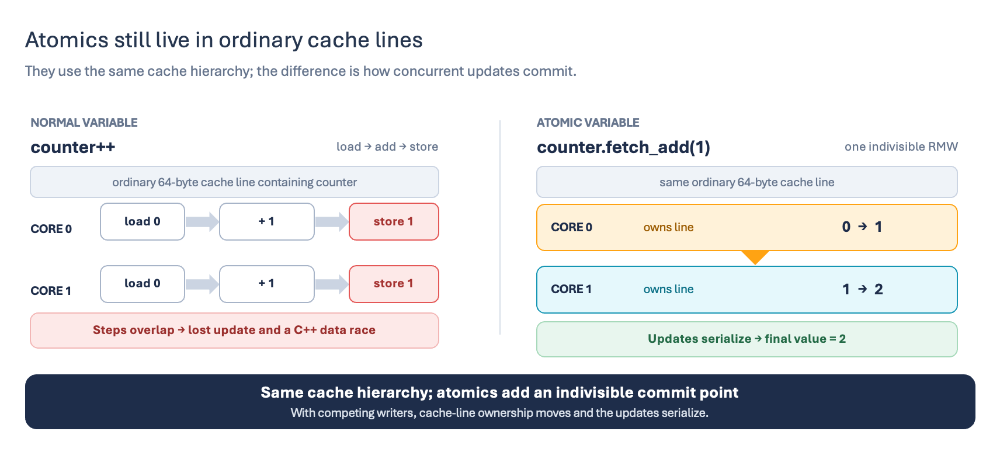 Atomics still live in ordinary cache lines
They use the same cache hierarchy; the difference is how concurrent updates commit.
NORMAL VARIABLE
counter++
load → add → store
ordinary 64-byte cache line containing counter
CORE 0
load 0
+ 1
store 1
CORE 1
load 0
+ 1
store 1
Steps overlap → lost update and a C++ data race
ATOMIC VARIABLE
counter.fetch_add(1)
one indivisible RMW
same ordinary 64-byte cache line
CORE 0
owns line
0 → 1
CORE 1
owns line
1 → 2
Updates serialize → final value = 2
Same cache hierarchy; atomics add an indivisible commit point
With competing writers, cache-line ownership moves and the updates serialize.